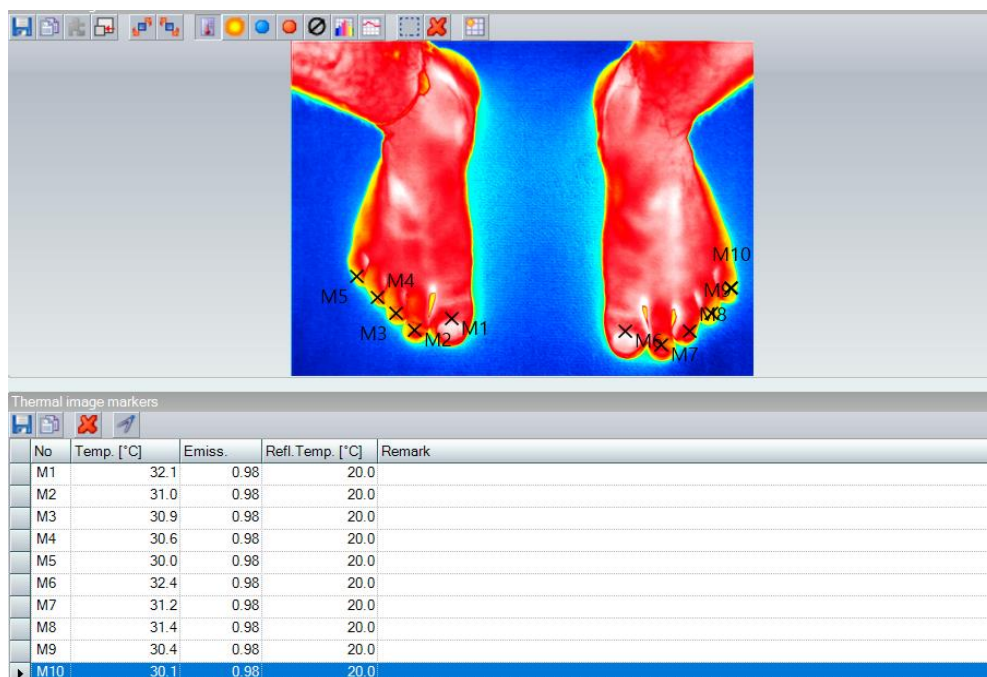 M10
M4
M5
M9
M8
M3
M2
M1
M6
M7
Thermal image markers
No Temp. [°C] Emiss. Refl.Temp. [°C] Remark
M1 32.1 0.98 20.0
M2 31.0 0.98 20.0
M3 30.9 0.98 20.0
M4 30.6 0.98 20.0
M5 30.0 0.98 20.0
M6 32.4 0.98 20.0
M7 31.2 0.98 20.0
M8 31.4 0.98 20.0
M9 30.4 0.98 20.0
M10 30.1 0.98 20.0